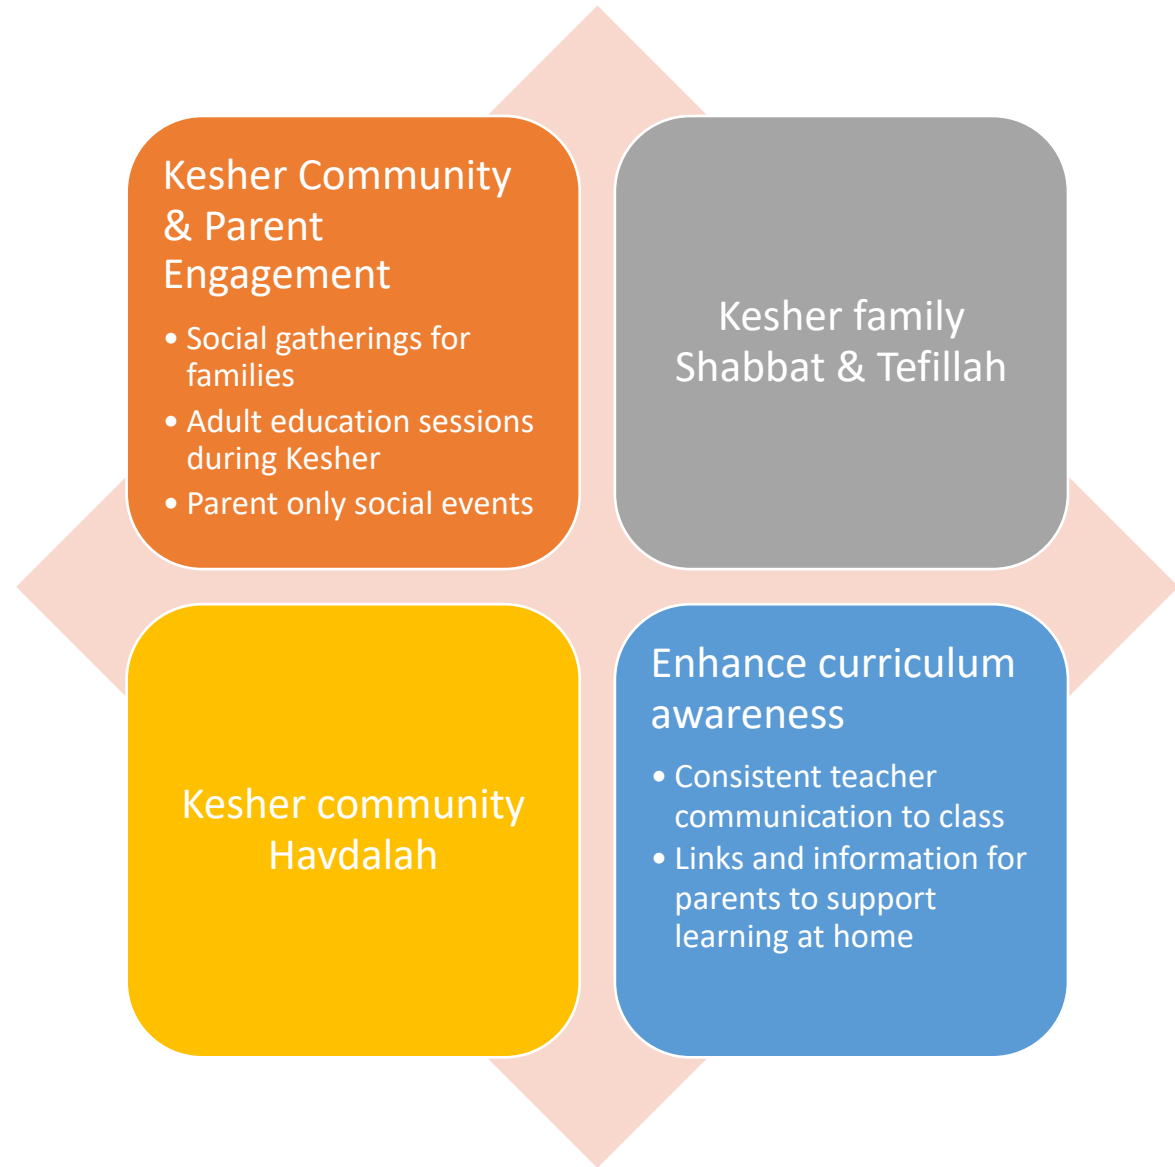 Kesher Community
& Parent
Engagement
• Social gatherings for
families
• Adult education sessions
during Kesher
• Parent only social events
Kesher family
Shabbat & Tefillah
Kesher community
Havdalah
Enhance curriculum
awareness
• Consistent teacher
communication to class
• Links and information for
parents to support
learning at home